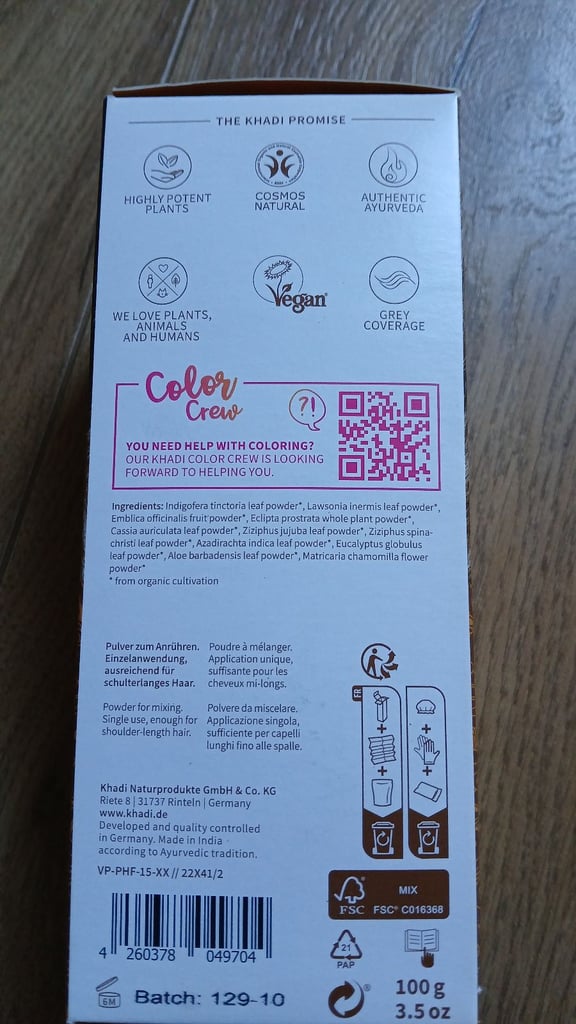 THE KHADI PROMISE
HIGHLY POTENT
PLANTS
COSMOS
NATURAL
AUTHENTIC
AYURVEDA
WE LOVE PLANTS,
ANIMALS
AND HUMANS
Vegan®
GREY
COVERAGE
Color
Crew
?!
YOU NEED HELP WITH COLORING?
OUR KHADI COLOR CREW IS LOOKING
FORWARD TO HELPING YOU.
Ingredients: Indigofera tinctoria leaf powder*, Lawsonia inermis leaf powder*,
Emblica officinalis fruit powder*, Eclipta prostrata whole plant powder*,
Cassia auriculata leaf powder*, Ziziphus jujuba leaf powder*, Ziziphus spina-
christi leaf powder*, Azadirachta indica leaf powder*, Eucalyptus globulus
leaf powder*, Aloe barbadensis leaf powder*, Matricaria chamomilla flower
powder*
* from organic cultivation
Pulver zum Anrühren.
Einzelanwendung,
ausreichend für
schulterlanges Haar.
Poudre à mélanger.
Application unique,
suffisante pour les
cheveux mi-longs.
Powder for mixing.
Single use, enough for
shoulder-length hair.
Polvere da miscelare.
Applicazione singola,
sufficiente per capelli
lunghi fino alle spalle.
FR
+
+
+
+
Khadi Naturprodukte GmbH & Co. KG
Riete 8 | 31737 Rinteln | Germany
www.khadi.de
Developed and quality controlled
in Germany. Made in India
according to Ayurvedic tradition.
VP-PHF-15-XX // 22X41/2
4 260378 049704
FSC
MIX
FSC® C016368
21
PAP
6M
Batch: 129-10
®
100 g
3.5 oz